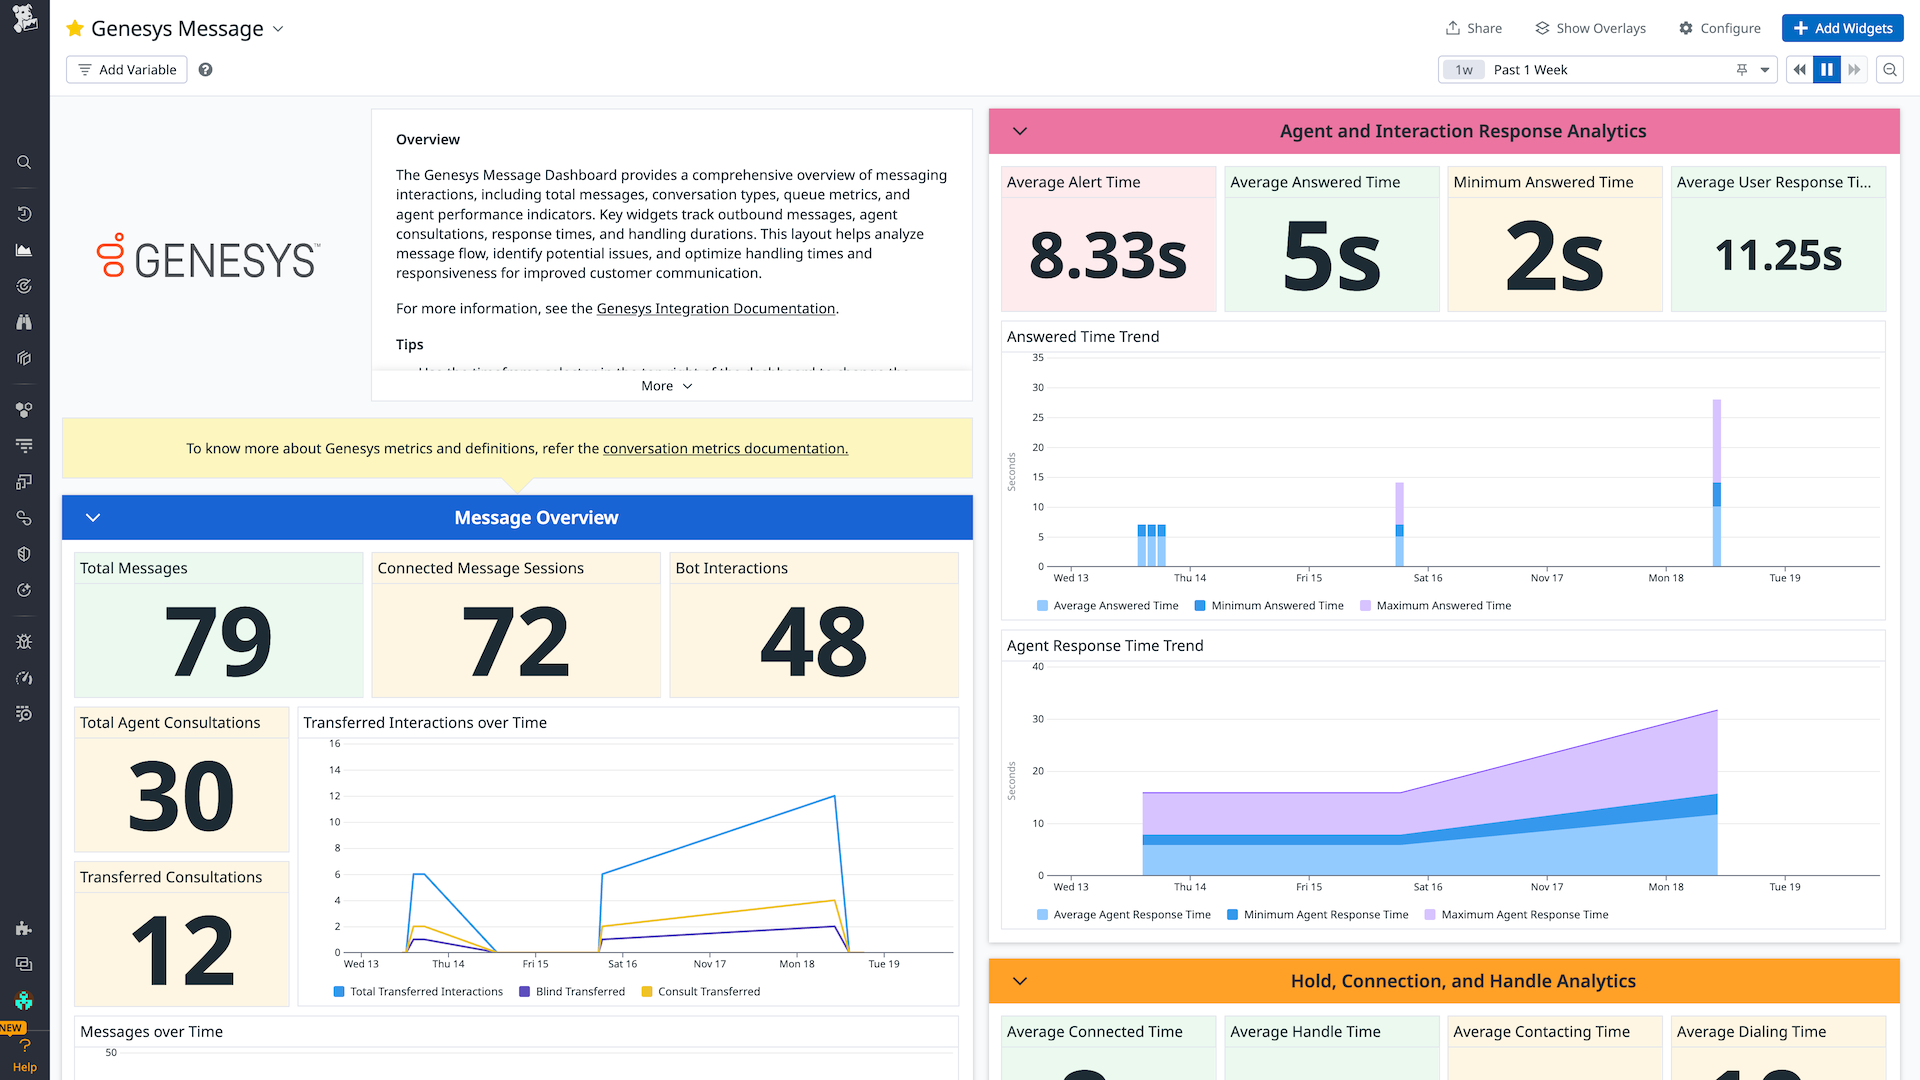 Genesys Message
Share
Show Overlays
Configure
Add Widgets
Add Variable
1w Past 1 Week
GENESYS™
Overview
The Genesys Message Dashboard provides a comprehensive overview of messaging
interactions, including total messages, conversation types, queue metrics, and
agent performance indicators. Key widgets track outbound messages, agent
consultations, response times, and handling durations. This layout helps analyze
message flow, identify potential issues, and optimize handling times and
responsiveness for improved customer communication.
For more information, see the Genesys Integration Documentation.
Tips
More
To know more about Genesys metrics and definitions, refer the conversation metrics documentation.
Message Overview
Total Messages
79
Connected Message Sessions
72
Bot Interactions
48
Total Agent Consultations
30
Transferred Consultations
12
Transferred Interactions over Time
16
14
12
10
8
6
4
2
0
Wed 13 Thu 14 Fri 15 Sat 16 Nov 17 Mon 18 Tue 19
Total Transferred Interactions Blind Transferred Consult Transferred
Messages over Time
50
Agent and Interaction Response Analytics
Average Alert Time
8.33s
Average Answered Time
5s
Minimum Answered Time
2s
Average User Response Ti...
11.25s
Answered Time Trend
Seconds
35
30
25
20
15
10
5
0
Wed 13 Thu 14 Fri 15 Sat 16 Nov 17 Mon 18 Tue 19
Average Answered Time Minimum Answered Time Maximum Answered Time
Agent Response Time Trend
Seconds
40
30
20
10
0
Wed 13 Thu 14 Fri 15 Sat 16 Nov 17 Mon 18 Tue 19
Average Agent Response Time Minimum Agent Response Time Maximum Agent Response Time
Hold, Connection, and Handle Analytics
Average Connected Time
Average Handle Time
Average Contacting Time
Average Dialing Time
NEW
Help